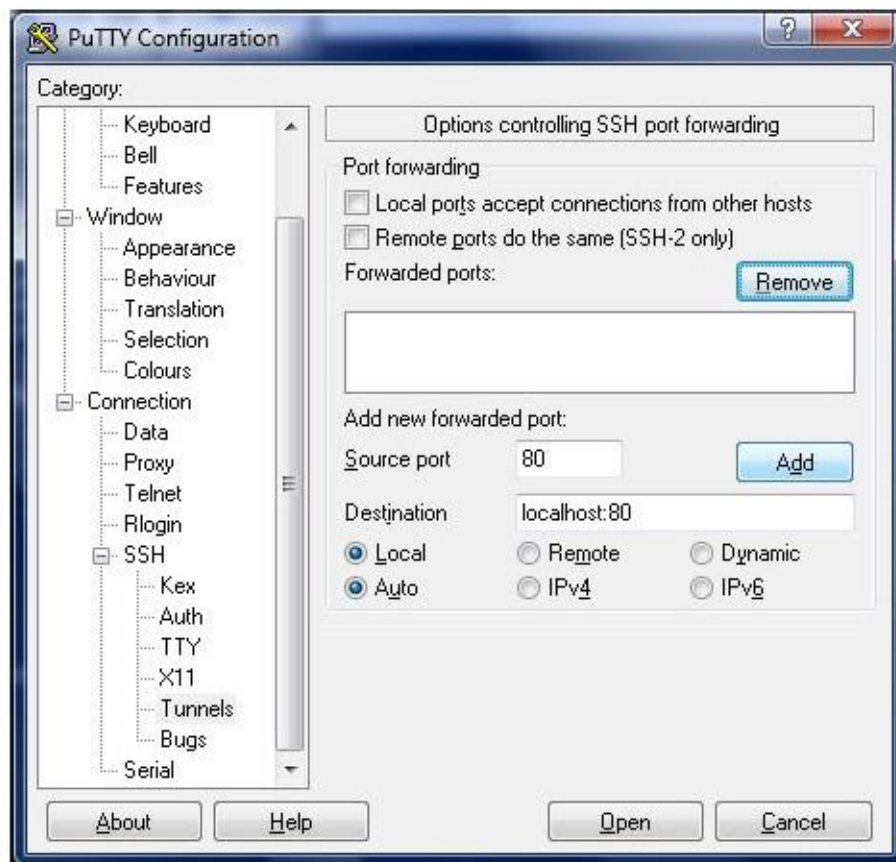 PuTTY Configuration
?
X
Category:
Keyboard
Bell
Features
Window
Appearance
Behaviour
Translation
Selection
Colours
Connection
Data
Proxy
Telnet
Rlogin
SSH
Kex
Auth
TTY
X11
Tunnels
Bugs
Serial
Options controlling SSH port forwarding
Port forwarding
Local ports accept connections from other hosts
Remote ports do the same (SSH-2 only)
Forwarded ports:
Remove
Add new forwarded port:
Source port 80 Add
Destination localhost:80
Local Remote Dynamic
Auto IPv4 IPv6
About Help Open Cancel